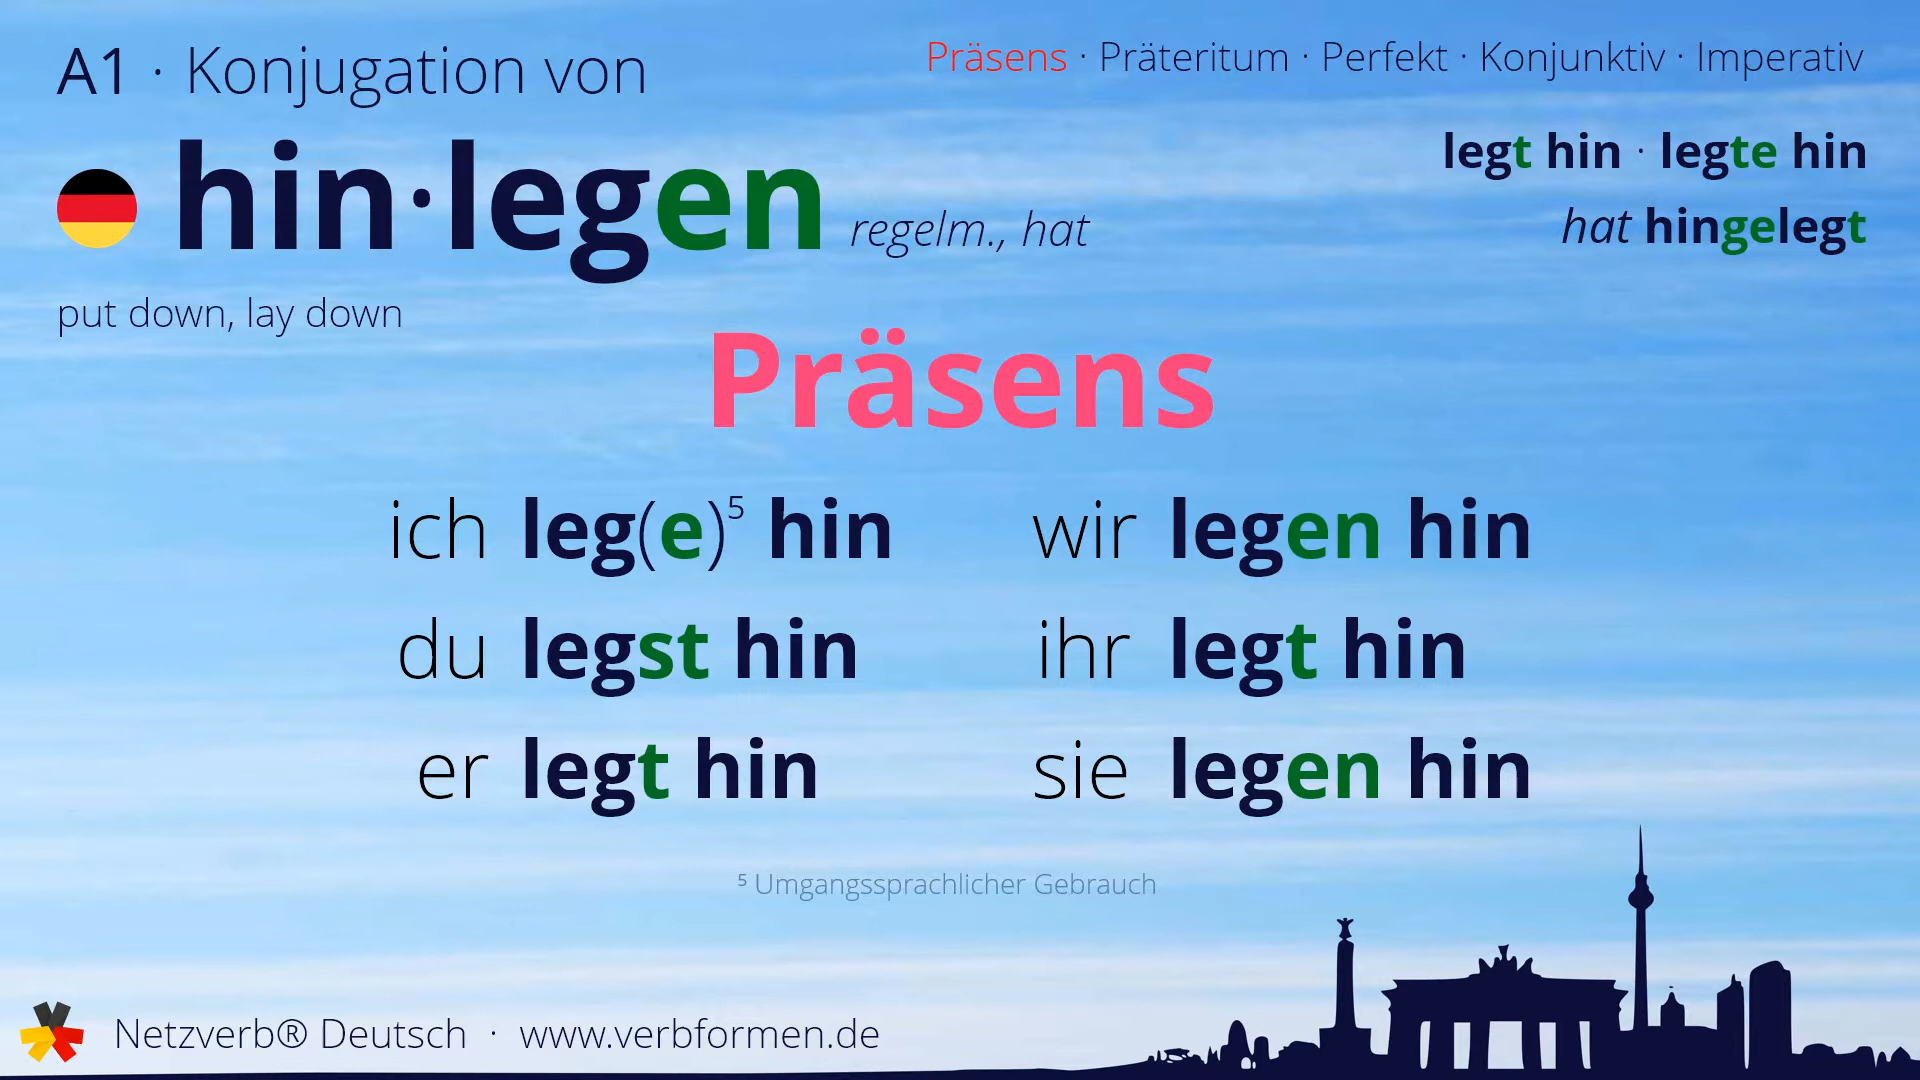 A1 · Konjugation von
Präsens · Präteritum · Perfekt · Konjunktiv · Imperativ
hin·legen regelm., hat
legt hin · legte hin
hat hingelegt
put down, lay down
Präsens
ich leg(e)⁵ hin
wir legen hin
du legst hin
ihr legt hin
er legt hin
sie legen hin
⁵ Umgangssprachlicher Gebrauch
Netzverb® Deutsch · www.verbformen.de